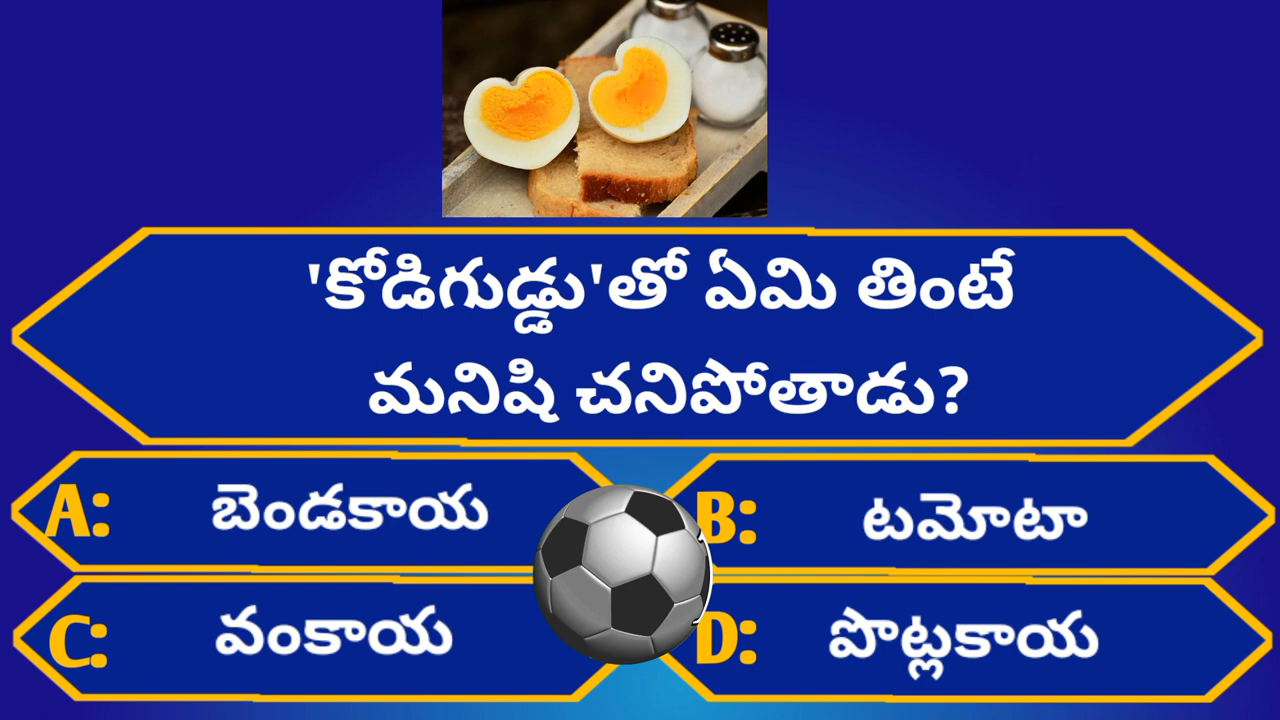 'కోడిగుడ్డు'తో ఏమి తింటే
మనిషి చనిపోతాడు?
A: బెండకాయ
B: టమోటా
C: వంకాయ
D: పొట్లకాయ